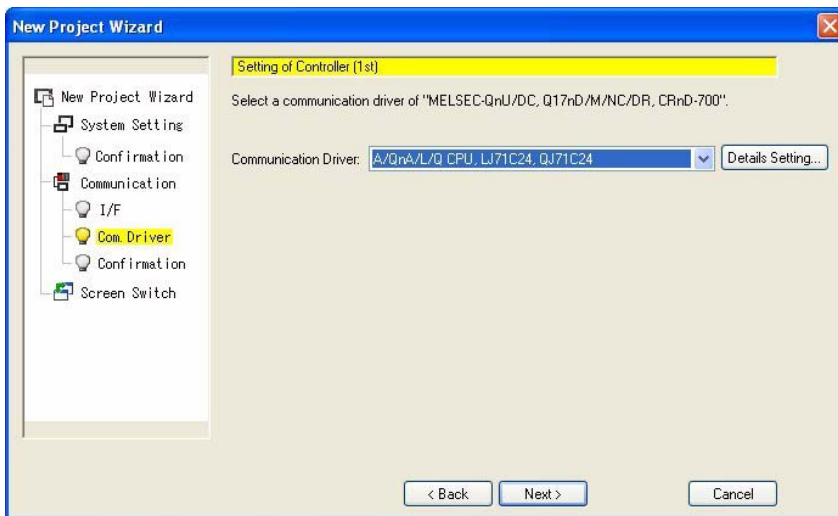 New Project Wizard
New Project Wizard
System Setting
Confirmation
Communication
I/F
Com.Driver
Confirmation
Screen Switch
Setting of Controller (1st)
Select a communication driver of "MELSEC-QnU/DC, Q17nD/M/NC/DR, CRnD-700".
Communication Driver: A/QnA/L/Q CPU, LJ71C24, QJ71C24 Details Setting...
< Back Next > Cancel